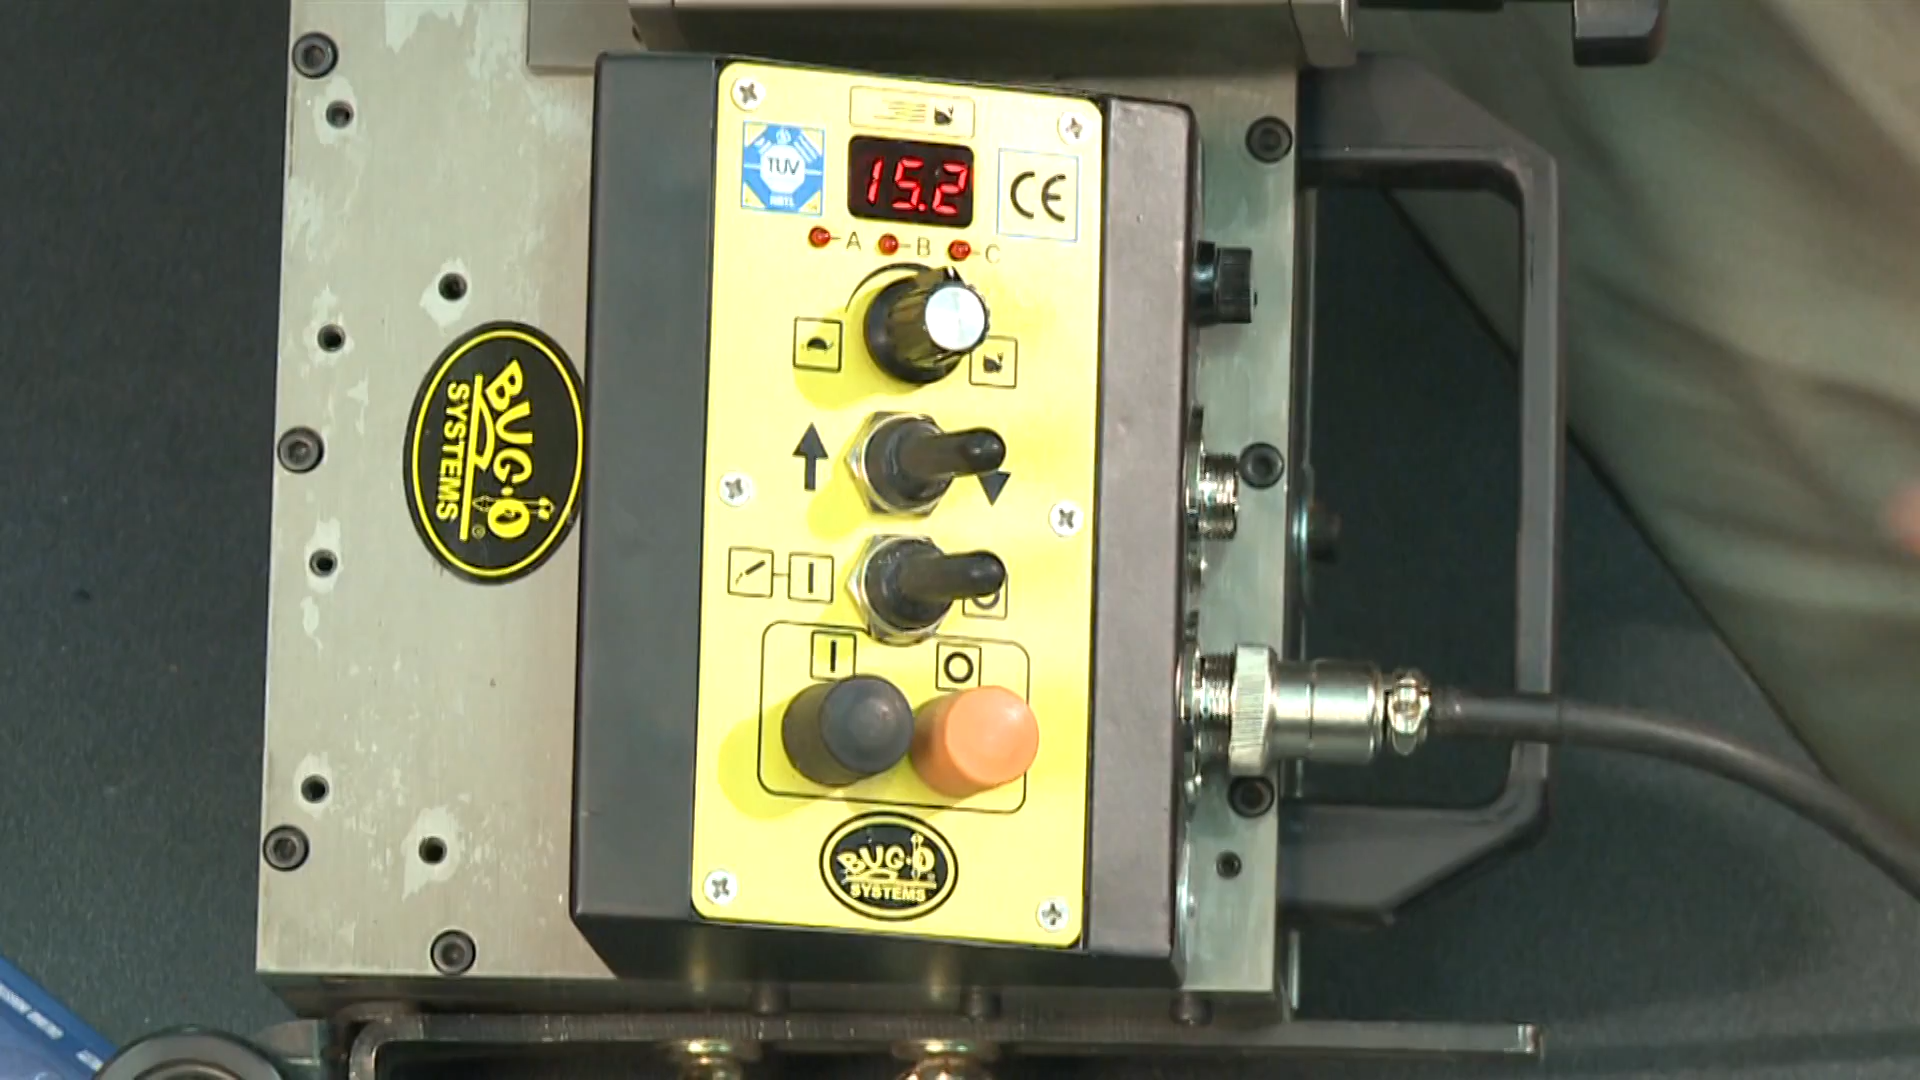 15.2
TÜV
CE
A B C
BUG-O
SYSTEMS
®
I O
BUG-O
SYSTEMS